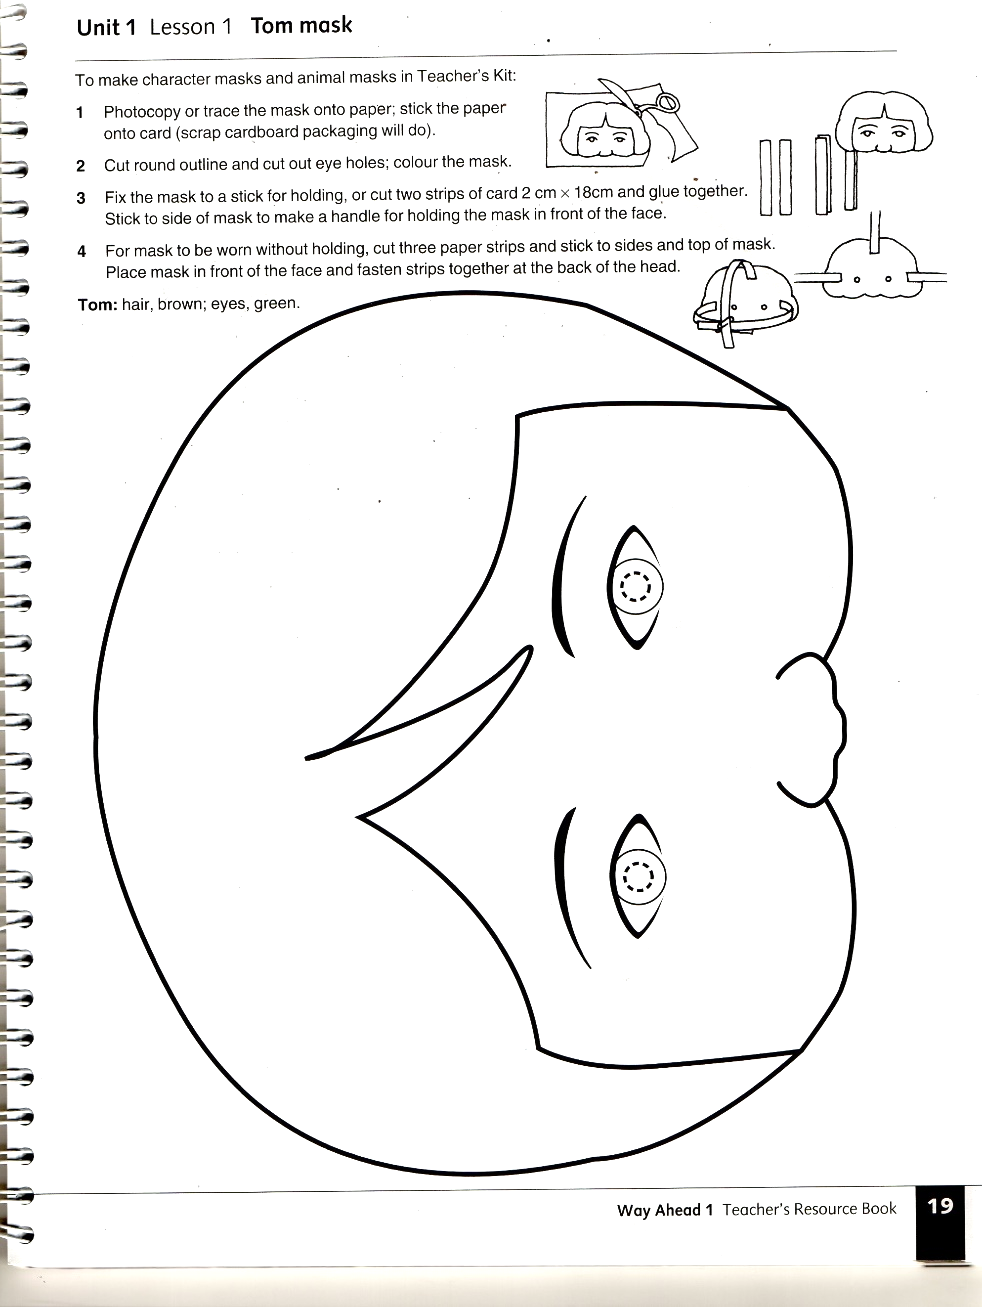 Unit 1 Lesson 1 Tom mask
To make character masks and animal masks in Teacher's Kit:
1 Photocopy or trace the mask onto paper; stick the paper
onto card (scrap cardboard packaging will do).
2 Cut round outline and cut out eye holes; colour the mask.
3 Fix the mask to a stick for holding, or cut two strips of card 2 cm × 18cm and glue together.
Stick to side of mask to make a handle for holding the mask in front of the face.
4 For mask to be worn without holding, cut three paper strips and stick to sides and top of mask.
Place mask in front of the face and fasten strips together at the back of the head.
Tom: hair, brown; eyes, green.
Way Ahead 1 Teacher's Resource Book
19